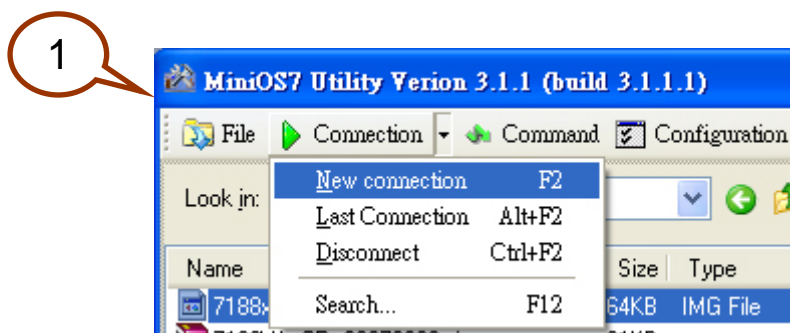 1
MiniOS7 Utility Verion 3.1.1 (build 3.1.1.1)
File Connection Command Configuration
Look in:
New connection F2
Last Connection Alt+F2
Disconnect Ctrl+F2
Search... F12
Name Size Type
7188x 64KB IMG File